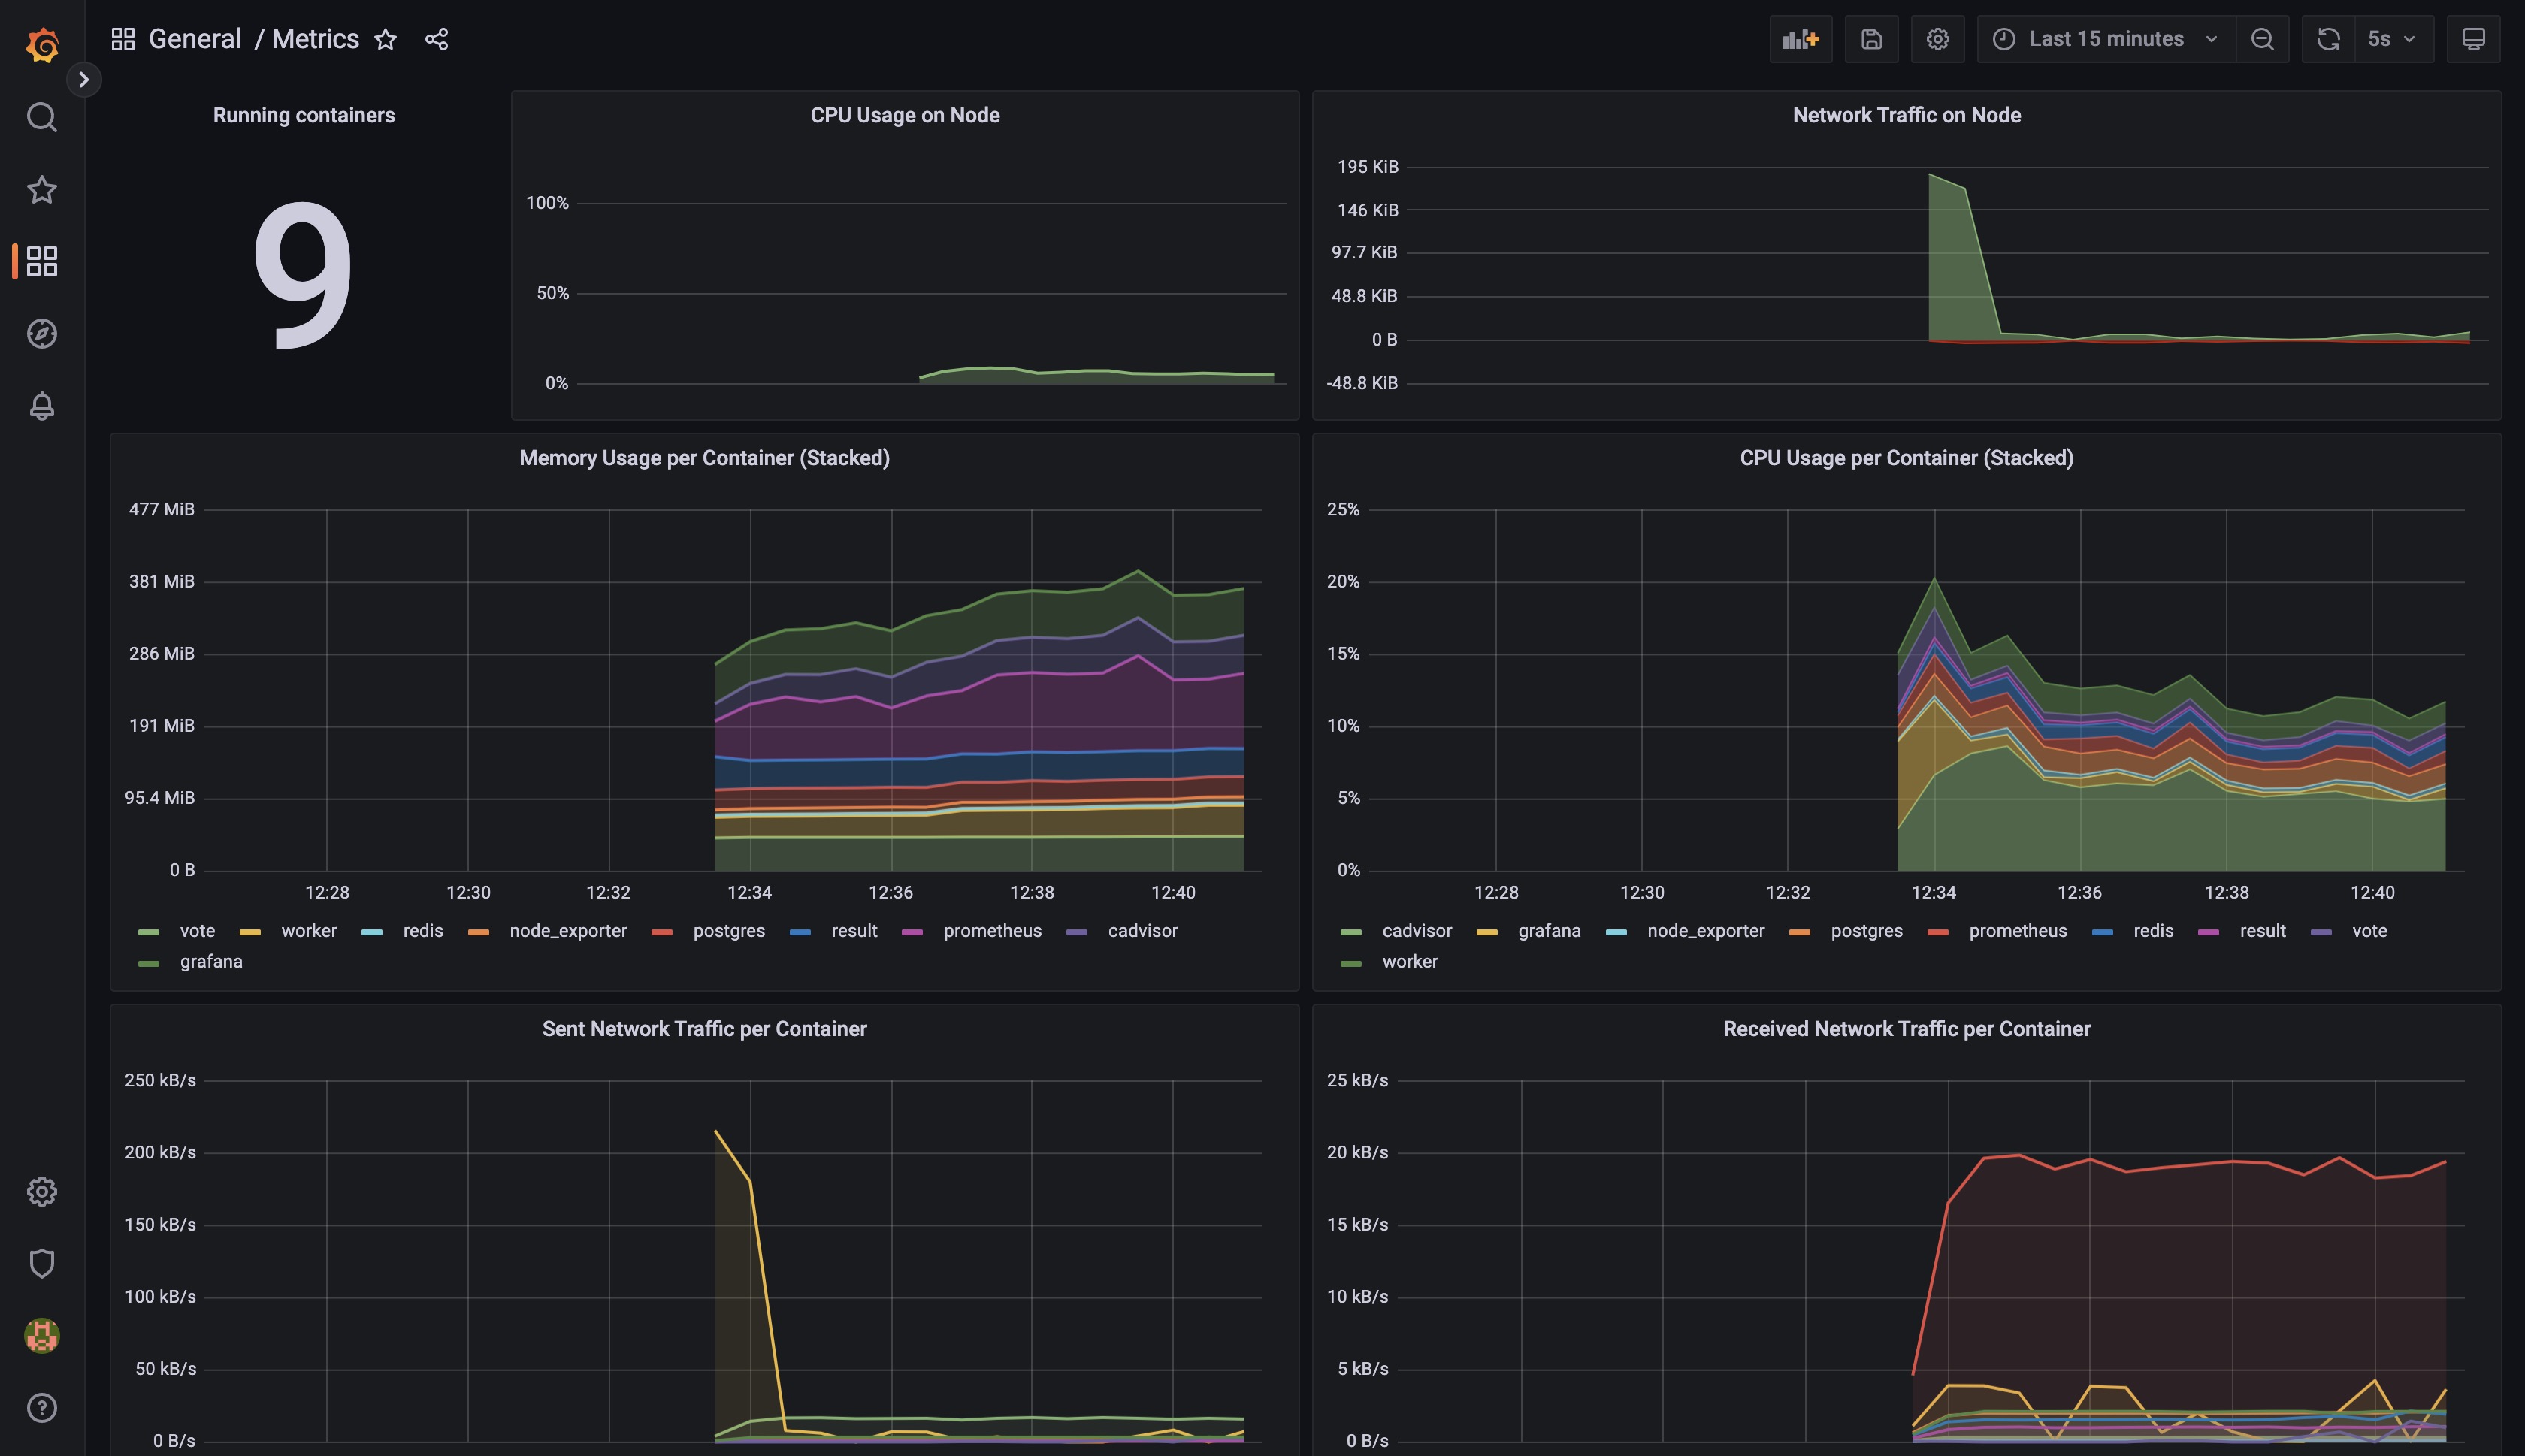 General / Metrics
Last 15 minutes
5s
Running containers
9
CPU Usage on Node
100%
50%
0%
Network Traffic on Node
195 KiB
146 KiB
97.7 KiB
48.8 KiB
0 B
-48.8 KiB
Memory Usage per Container (Stacked)
477 MiB
381 MiB
286 MiB
191 MiB
95.4 MiB
0 B
12:28 12:30 12:32 12:34 12:36 12:38 12:40
vote worker redis node_exporter postgres result prometheus cadvisor
grafana
CPU Usage per Container (Stacked)
25%
20%
15%
10%
5%
0%
12:28 12:30 12:32 12:34 12:36 12:38 12:40
cadvisor grafana node_exporter postgres prometheus redis result vote
worker
Sent Network Traffic per Container
250 kB/s
200 kB/s
150 kB/s
100 kB/s
50 kB/s
0 B/s
Received Network Traffic per Container
25 kB/s
20 kB/s
15 kB/s
10 kB/s
5 kB/s
0 B/s